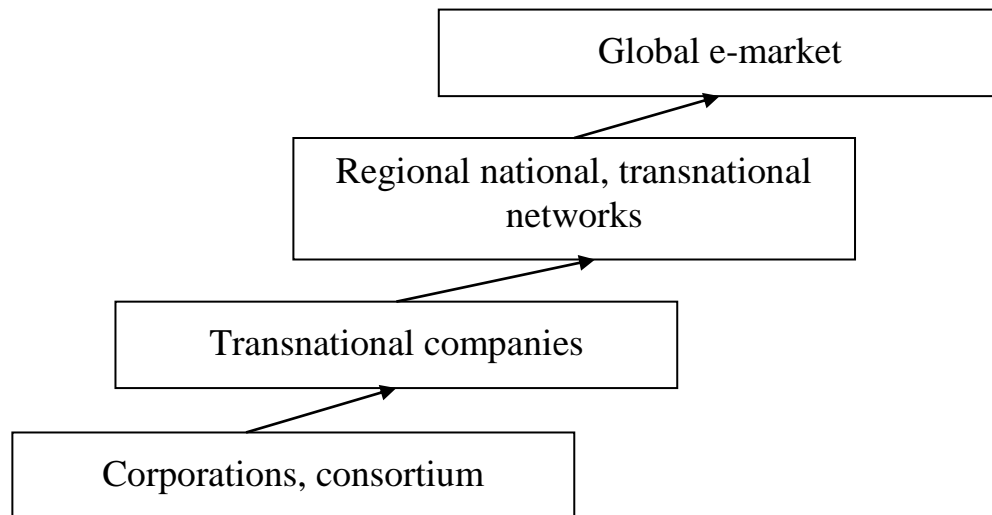 Global e-market
Regional national, transnational
networks
Transnational companies
Corporations, consortium